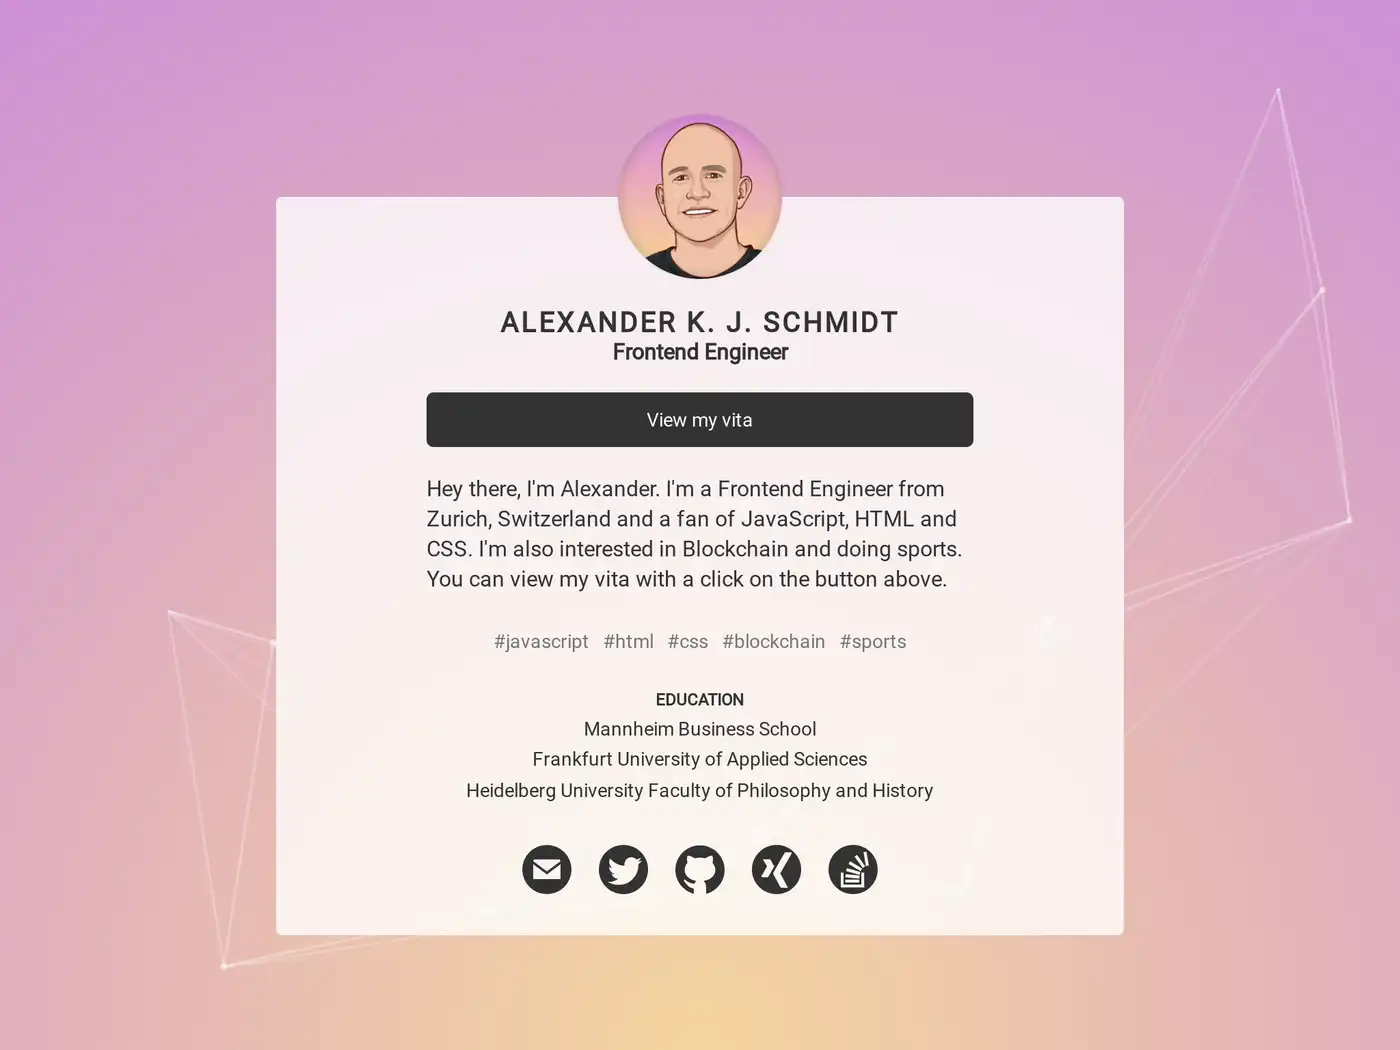 ALEXANDER K. J. SCHMIDT
Frontend Engineer
View my vita
Hey there, I'm Alexander. I'm a Frontend Engineer from
Zurich, Switzerland and a fan of JavaScript, HTML and
CSS. I'm also interested in Blockchain and doing sports.
You can view my vita with a click on the button above.
#javascript #html #css #blockchain #sports
EDUCATION
Mannheim Business School
Frankfurt University of Applied Sciences
Heidelberg University Faculty of Philosophy and History